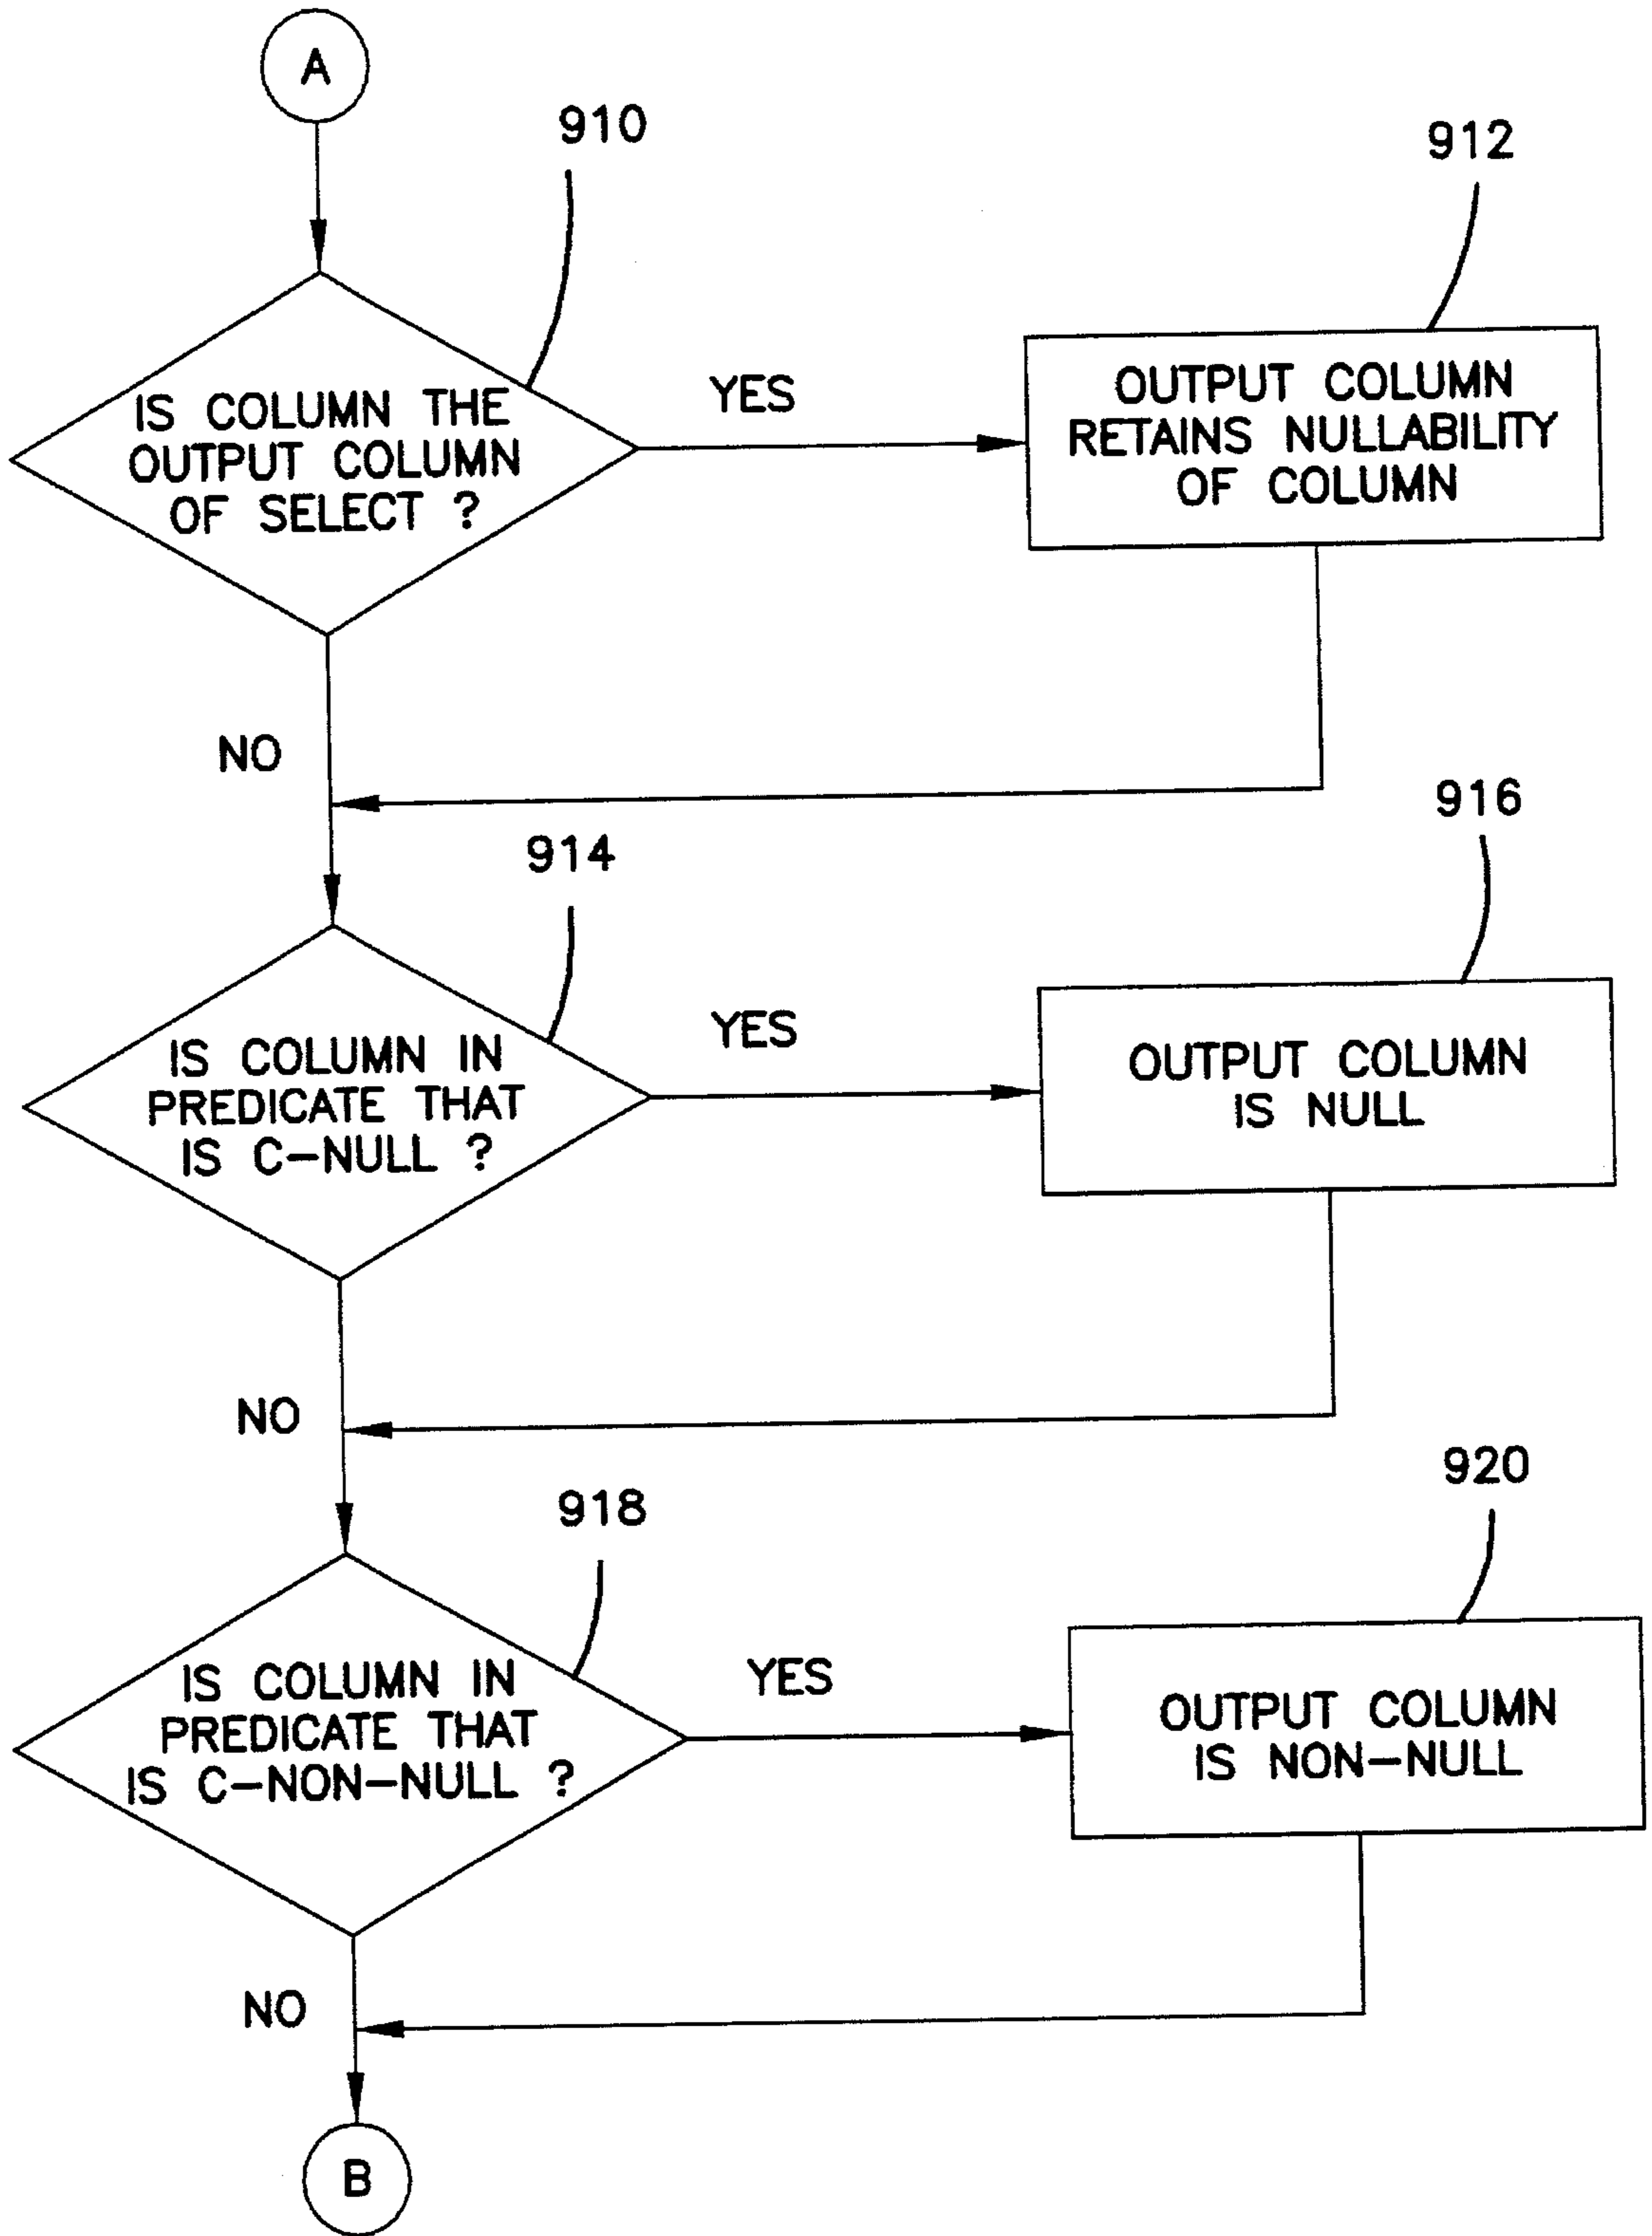 A
910
912
IS COLUMN THE
OUTPUT COLUMN
OF SELECT ?
YES
OUTPUT COLUMN
RETAINS NULLABILITY
OF COLUMN
NO
914
916
IS COLUMN IN
PREDICATE THAT
IS C-NULL ?
YES
OUTPUT COLUMN
IS NULL
NO
918
920
IS COLUMN IN
PREDICATE THAT
IS C-NON-NULL ?
YES
OUTPUT COLUMN
IS NON-NULL
NO
B